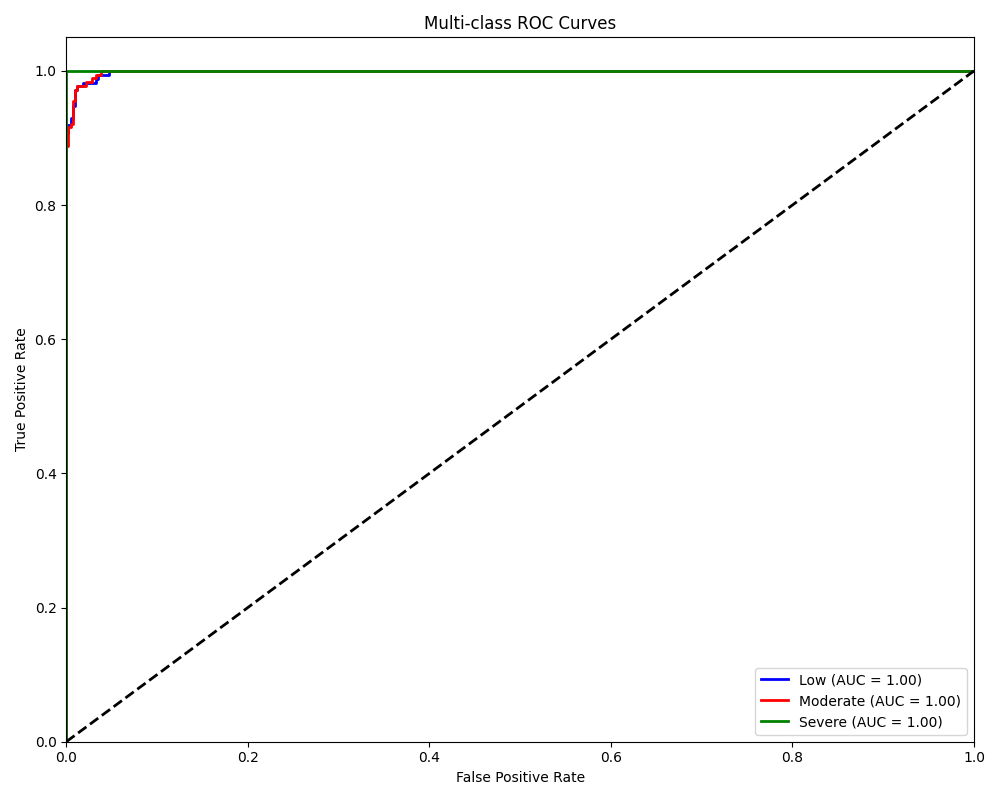 Multi-class ROC Curves
True Positive Rate
1.0
0.8
0.6
0.4
0.2
0.0
0.0 0.2 0.4 0.6 0.8 1.0
False Positive Rate
Low (AUC = 1.00)
Moderate (AUC = 1.00)
Severe (AUC = 1.00)